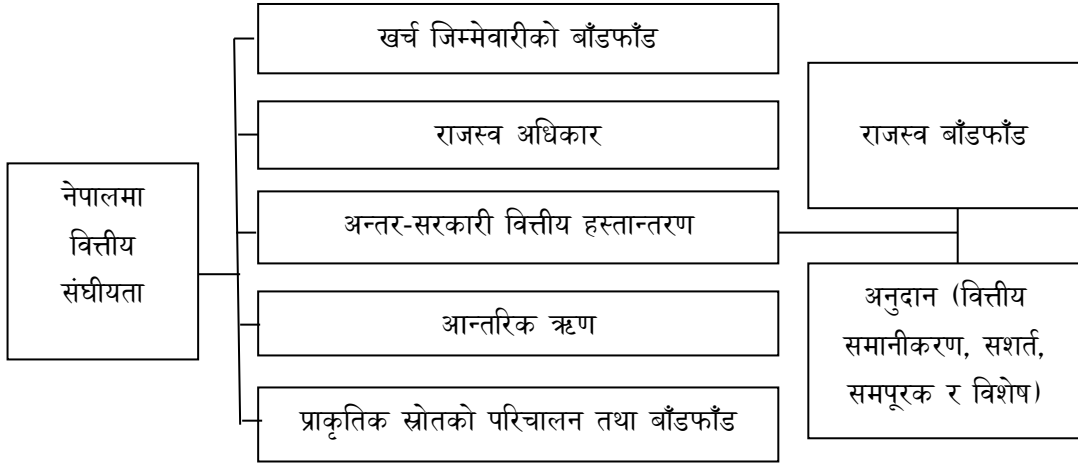 नेपालमा
वित्तीय
संघीयता
खर्च जिम्मेवारीको बाँडफाँड
राजस्व अधिकार
अन्तर-सरकारी वित्तीय हस्तान्तरण
आन्तरिक ऋण
प्राकृतिक स्रोतको परिचालन तथा बाँडफाँड
राजस्व बाँडफाँड
अनुदान (वित्तीय
समानीकरण, सशर्त,
समपूरक र विशेष)